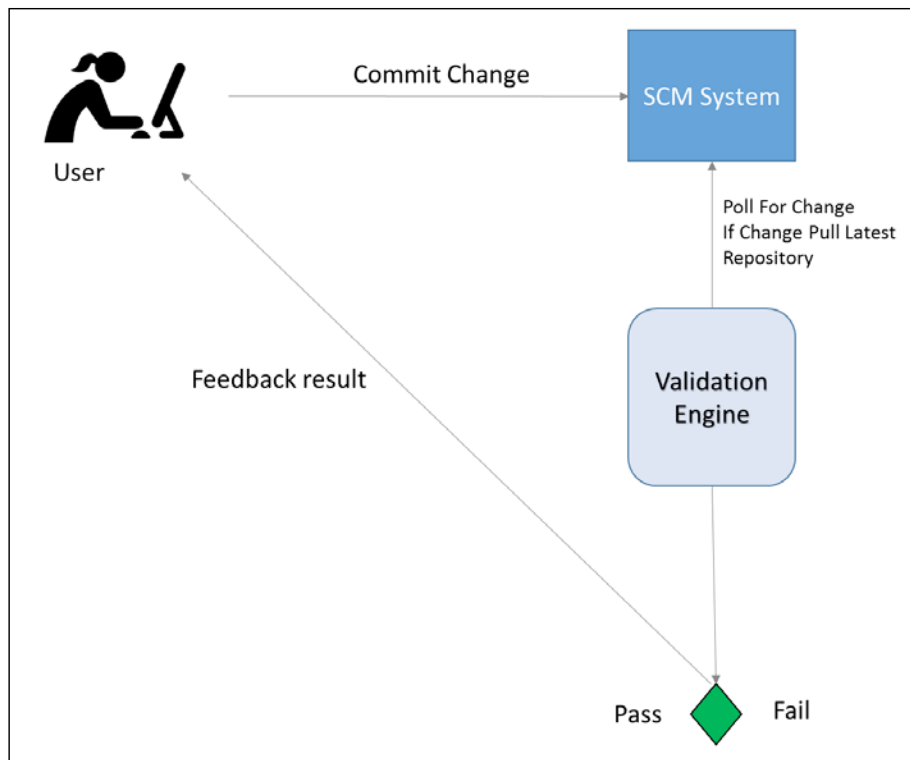 Commit Change
SCM System
User
Poll For Change
If Change Pull Latest
Repository
Feedback result
Validation
Engine
Pass
Fail